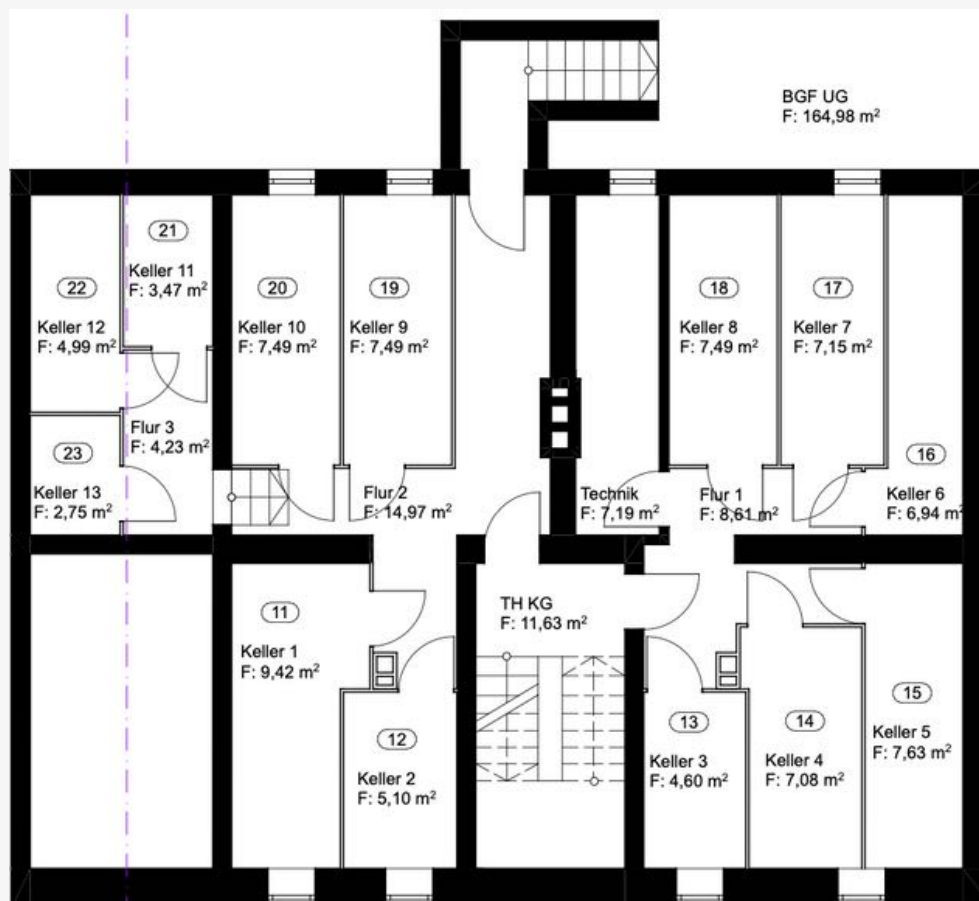 BGF UG
F: 164,98 m²
21
Keller 11
F: 3,47 m²
22
Keller 12
F: 4,99 m²
20
Keller 10
F: 7,49 m²
19
Keller 9
F: 7,49 m²
18
Keller 8
F: 7,49 m²
17
Keller 7
F: 7,15 m²
Flur 3
F: 4,23 m²
23
Keller 13
F: 2,75 m²
Flur 2
F: 14,97 m²
Technik
F: 7,19 m²
Flur 1
F: 8,61 m²
16
Keller 6
F: 6,94 m²
11
Keller 1
F: 9,42 m²
TH KG
F: 11,63 m²
12
Keller 2
F: 5,10 m²
13
Keller 3
F: 4,60 m²
14
Keller 4
F: 7,08 m²
15
Keller 5
F: 7,63 m²